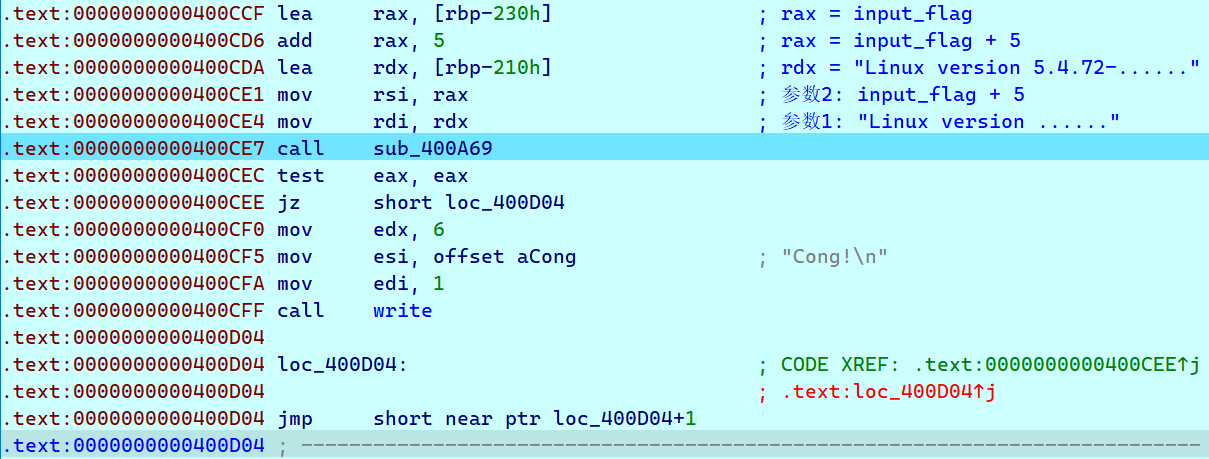 .text:0000000000400CCF lea     rax, [rbp-230h]                 ; rax = input_flag
.text:0000000000400CD6 add     rax, 5                          ; rax = input_flag + 5
.text:0000000000400CDA lea     rdx, [rbp-210h]                 ; rdx = "Linux version 5.4.72-......"
.text:0000000000400CE1 mov     rsi, rax                        ; 参数2: input_flag + 5
.text:0000000000400CE4 mov     rdi, rdx                        ; 参数1: "Linux version ......"
.text:0000000000400CE7 call    sub_400A69
.text:0000000000400CEC test    eax, eax
.text:0000000000400CEE jz      short loc_400D04
.text:0000000000400CF0 mov     edx, 6
.text:0000000000400CF5 mov     esi, offset aCong               ; "Cong!\n"
.text:0000000000400CFA mov     edi, 1
.text:0000000000400CFF call    write
.text:0000000000400D04
.text:0000000000400D04 loc_400D04:                             ; CODE XREF: .text:0000000000400CEE↑j
.text:0000000000400D04                                         ; .text:loc_400D04↑j
.text:0000000000400D04 jmp     short near ptr loc_400D04+1
.text:0000000000400D04 ; ---------------------------------------------------------------------------